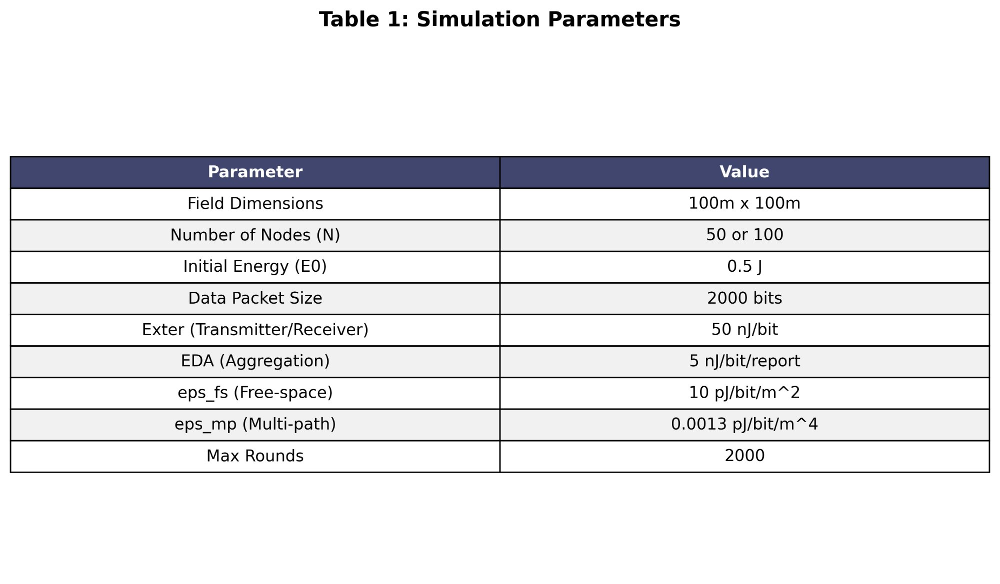 Table 1: Simulation Parameters
Parameter Value
Field Dimensions 100m x 100m
Number of Nodes (N) 50 or 100
Initial Energy (E0) 0.5 J
Data Packet Size 2000 bits
Exter (Transmitter/Receiver) 50 nJ/bit
EDA (Aggregation) 5 nJ/bit/report
eps_fs (Free-space) 10 pJ/bit/m^2
eps_mp (Multi-path) 0.0013 pJ/bit/m^4
Max Rounds 2000